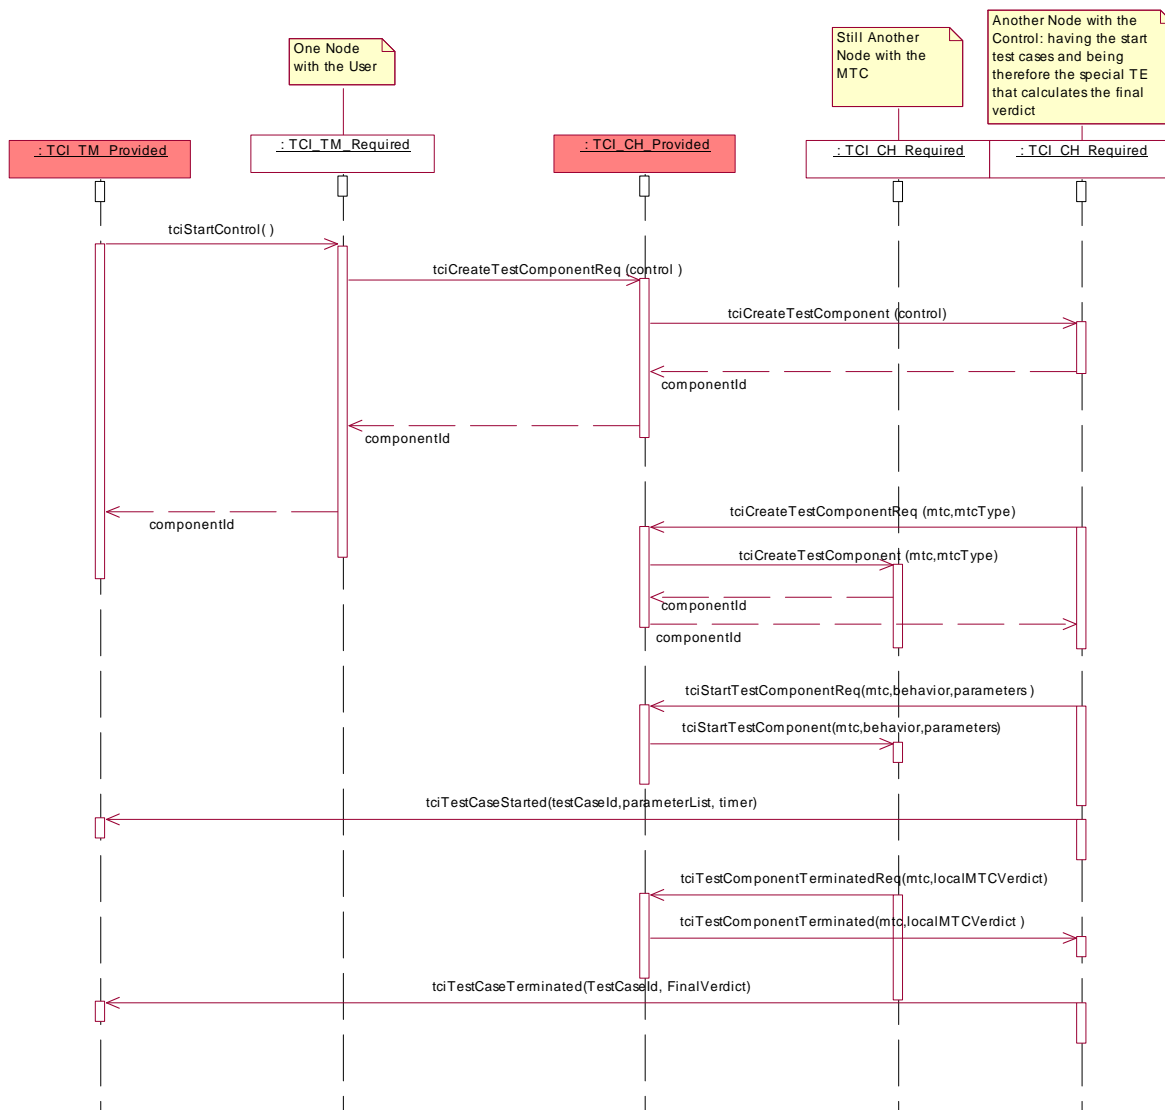 One Node
with the User
Still Another
Node with the
MTC
Another Node with the
Control: having the start
test cases and being
therefore the special TE
that calculates the final
verdict
: TCI_TM_Provided
: TCI_TM_Required
: TCI_CH_Provided
: TCI_CH_Required
: TCI_CH_Required
tciStartControl( )
tciCreateTestComponentReq (control )
tciCreateTestComponent (control)
componentId
componentId
componentId
tciCreateTestComponentReq (mtc,mtcType)
tciCreateTestComponent (mtc,mtcType)
componentId
componentId
tciStartTestComponentReq(mtc,behavior,parameters )
tciStartTestComponent(mtc,behavior,parameters)
tciTestCaseStarted(testCaseId,parameterList, timer)
tciTestComponentTerminatedReq(mtc,localMTCVerdict)
tciTestComponentTerminated(mtc,localMTCVerdict )
tciTestCaseTerminated(TestCaseId, FinalVerdict)